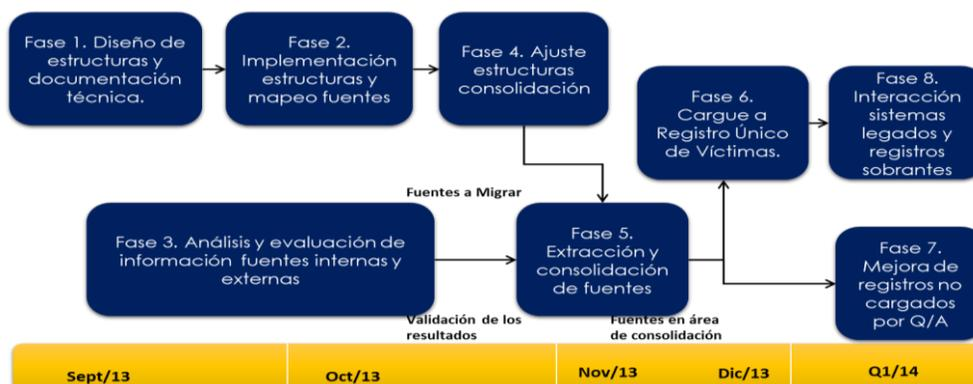 Fase 1. Diseño de
estructuras y
documentación
técnica.
Fase 2.
Implementación
estructuras y
mapeo fuentes
Fase 4. Ajuste
estructuras
consolidación
Fase 6.
Cargue a
Registro Único
de Víctimas.
Fase 8.
Interacción
sistemas
legados y
registros
sobrantes
Fuentes a Migrar
Fase 3. Análisis y evaluación de
información fuentes internas y
externas
Fase 5.
Extracción y
consolidación
de fuentes
Fase 7.
Mejora de
registros no
cargados
por Q/A
Validación de los
resultados
Fuentes en área
de consolidación
Sept/13
Oct/13
Nov/13
Dic/13
Q1/14